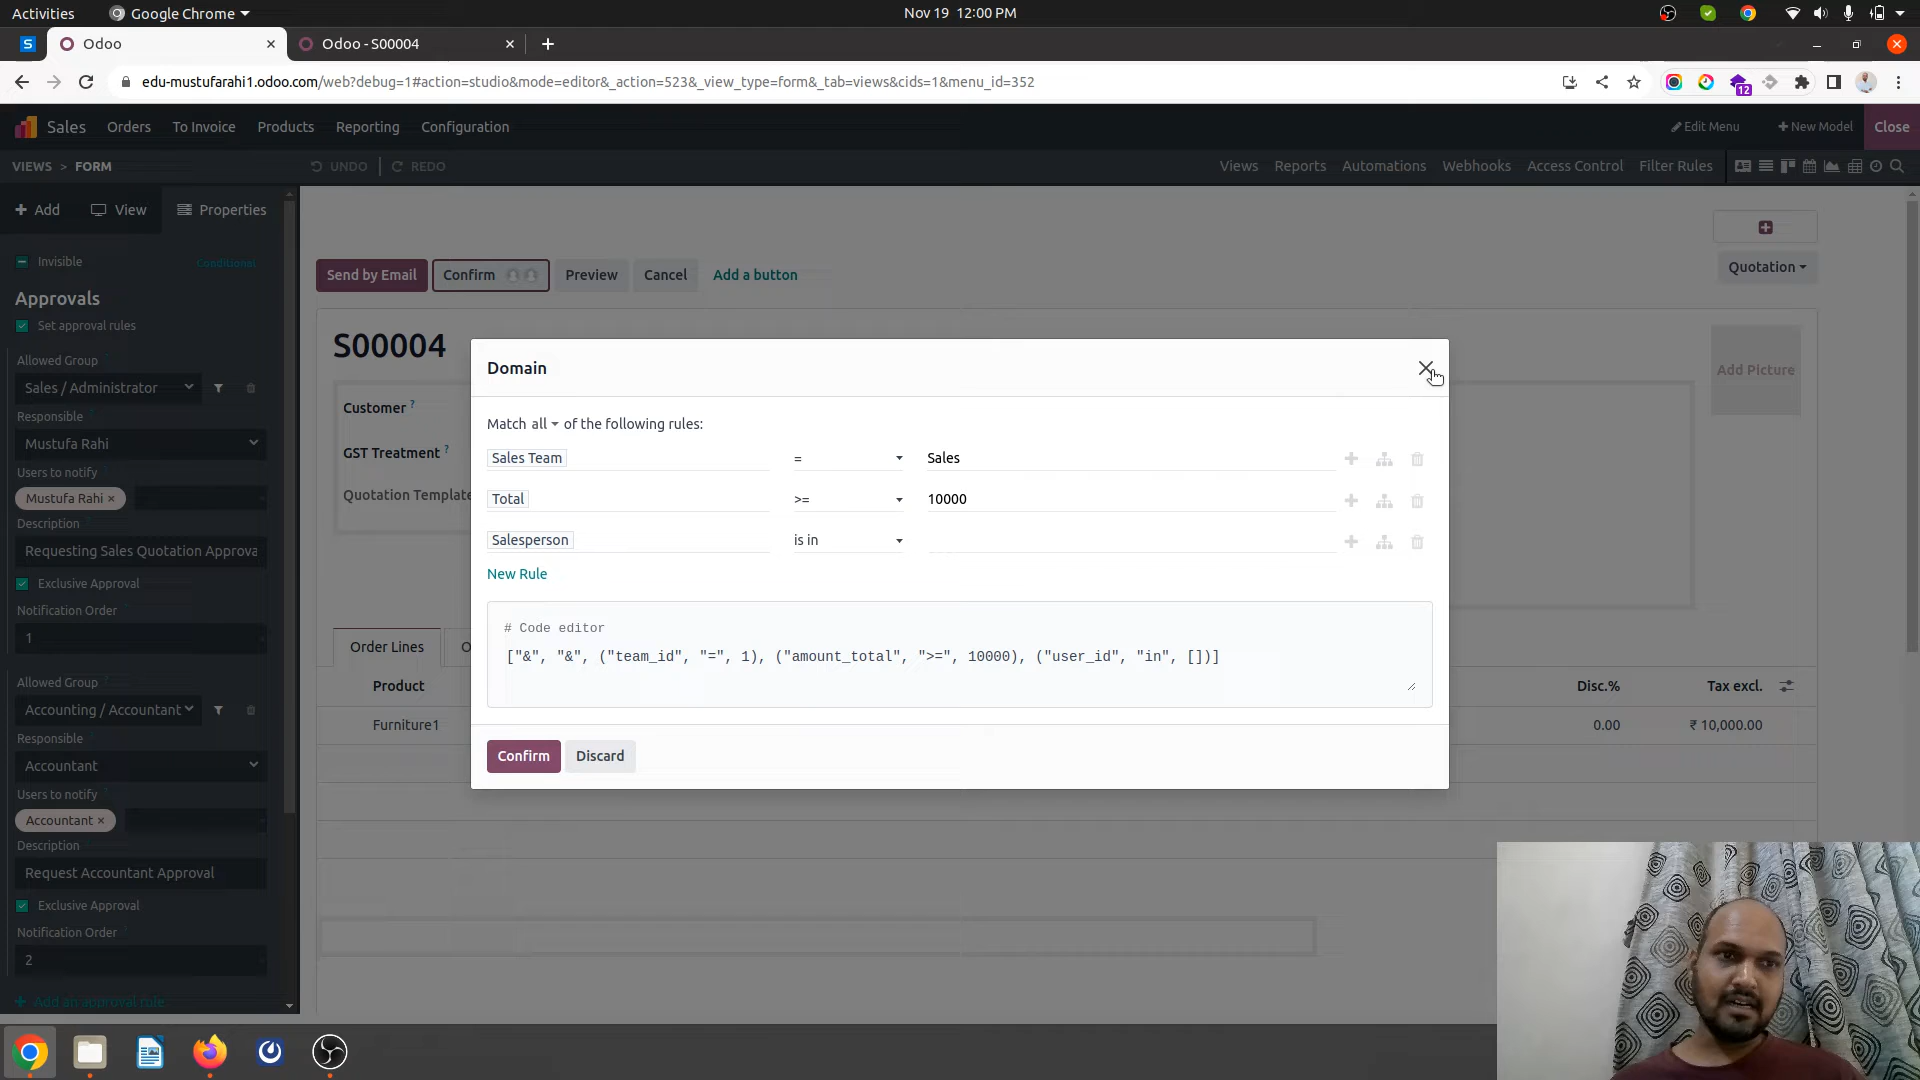 Activities
Google Chrome
Nov 19 12:00 PM
Odoo
Odoo - S00004
edu-mustufarahi1.odoo.com/web?debug=1#action=studio&mode=editor&_action=523&_view_type=form&_tab=views&cids=1&menu_id=352
12
Sales
Orders
To Invoice
Products
Reporting
Configuration
Edit Menu
New Model
Close
VIEWS > FORM
UNDO
REDO
Views
Reports
Automations
Webhooks
Access Control
Filter Rules
Add
View
Properties
Invisible
Conditional
Approvals
Set approval rules
Allowed Group
Sales / Administrator
Responsible
Mustufa Rahi
Users to notify
Mustufa Rahi ×
Description
Requesting Sales Quotation Approva
Exclusive Approval
Notification Order
1
Allowed Group
Accounting / Accountant
Responsible
Accountant
Users to notify
Accountant ×
Description
Request Accountant Approval
Exclusive Approval
Notification Order
2
Add an approval rule
Send by Email
Confirm
Preview
Cancel
Add a button
Quotation
S00004
Add Picture
Customer ?
GST Treatment ?
Quotation Template
Order Lines
O
Product
Disc.%
Tax excl.
Furniture1
0.00
₹ 10,000.00
Domain
Match all of the following rules:
Sales Team
=
Sales
Total
>=
10000
Salesperson
is in
New Rule
# Code editor
["&", "&", ("team_id", "=", 1), ("amount_total", ">=", 10000), ("user_id", "in", [])]
Confirm
Discard